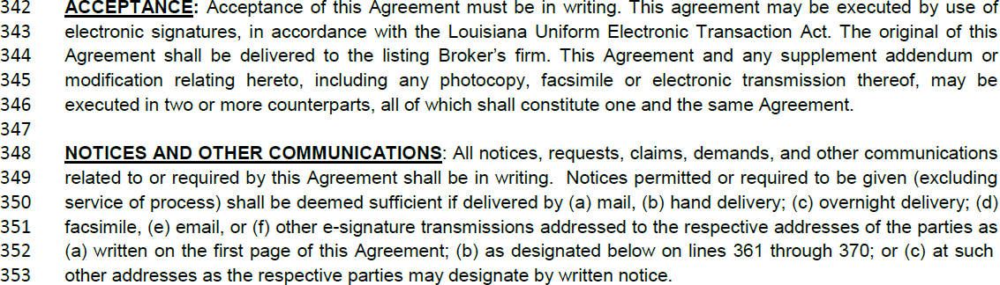 342 ACCEPTANCE: Acceptance of this Agreement must be in writing. This agreement may be executed by use of
343 electronic signatures, in accordance with the Louisiana Uniform Electronic Transaction Act. The original of this
344 Agreement shall be delivered to the listing Broker’s firm. This Agreement and any supplement addendum or
345 modification relating hereto, including any photocopy, facsimile or electronic transmission thereof, may be
346 executed in two or more counterparts, all of which shall constitute one and the same Agreement.
347
348 NOTICES AND OTHER COMMUNICATIONS: All notices, requests, claims, demands, and other communications
349 related to or required by this Agreement shall be in writing.  Notices permitted or required to be given (excluding
350 service of process) shall be deemed sufficient if delivered by (a) mail, (b) hand delivery; (c) overnight delivery; (d)
351 facsimile, (e) email, or (f) other e-signature transmissions addressed to the respective addresses of the parties as
352 (a) written on the first page of this Agreement; (b) as designated below on lines 361 through 370; or (c) at such
353 other addresses as the respective parties may designate by written notice.